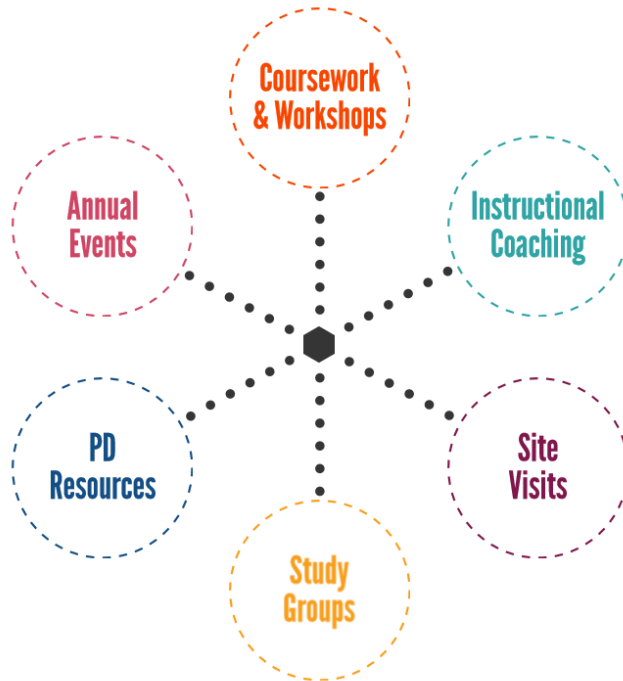 Coursework
& Workshops
Annual
Events
Instructional
Coaching
PD
Resources
Site
Visits
Study
Groups